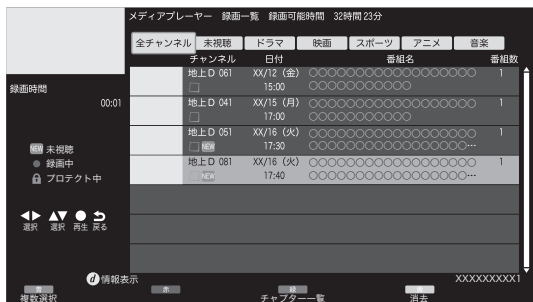 メディアプレーヤー 録画一覧 録画可能時間 32時間 23分
全チャンネル 未視聴 ドラマ 映画 スポーツ アニメ 音楽
チャンネル 日付 番組名 番組数
地上D 061 XX/12 (金) ○○○○○○○○○○○○○○○○○○ 1
15:00 ○○○○○○○○○○○
地上D 041 XX/15 (月) ○○○○○○○○○○○○○○○○○○ 1
17:00 ○○○○○○○○○○○
地上D 051 XX/16 (火) ○○○○○○○○○○○○○○○○○○ 1
NEW 17:30 ○○○○○○○○○○○○○○○○○…
地上D 081 XX/16 (火) ○○○○○○○○○○○○○○○○○○ 1
NEW 17:40 ○○○○○○○○○○○○○○○○○…
録画時間
00:01
NEW 未視聴
録画中
プロテクト中
選択 選択 再生 戻る
d 情報表示
XXXXXXXXX1
青 赤 緑 黄
複数選択 チャプター一覧 消去